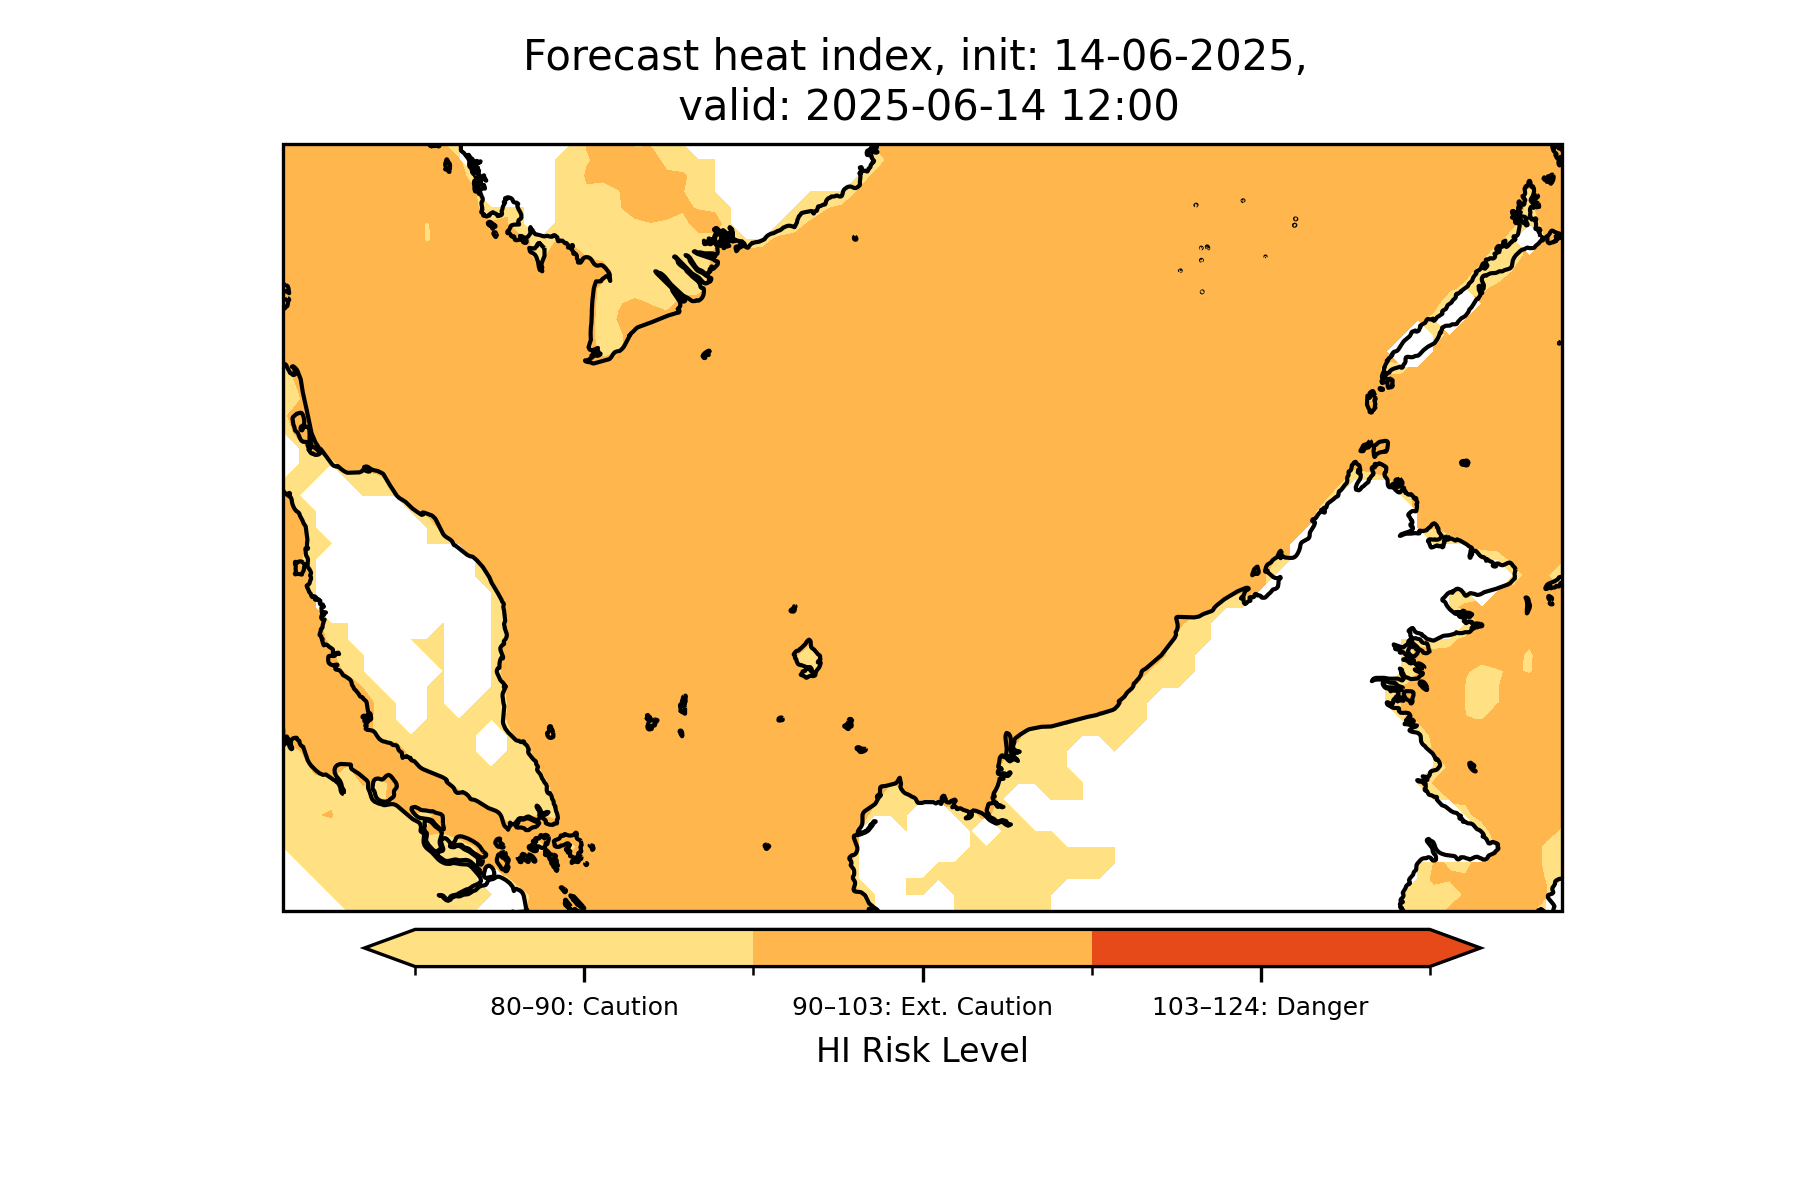 Forecast heat index, init: 14-06-2025,
valid: 2025-06-14 12:00
80–90: Caution
90–103: Ext. Caution
103–124: Danger
HI Risk Level